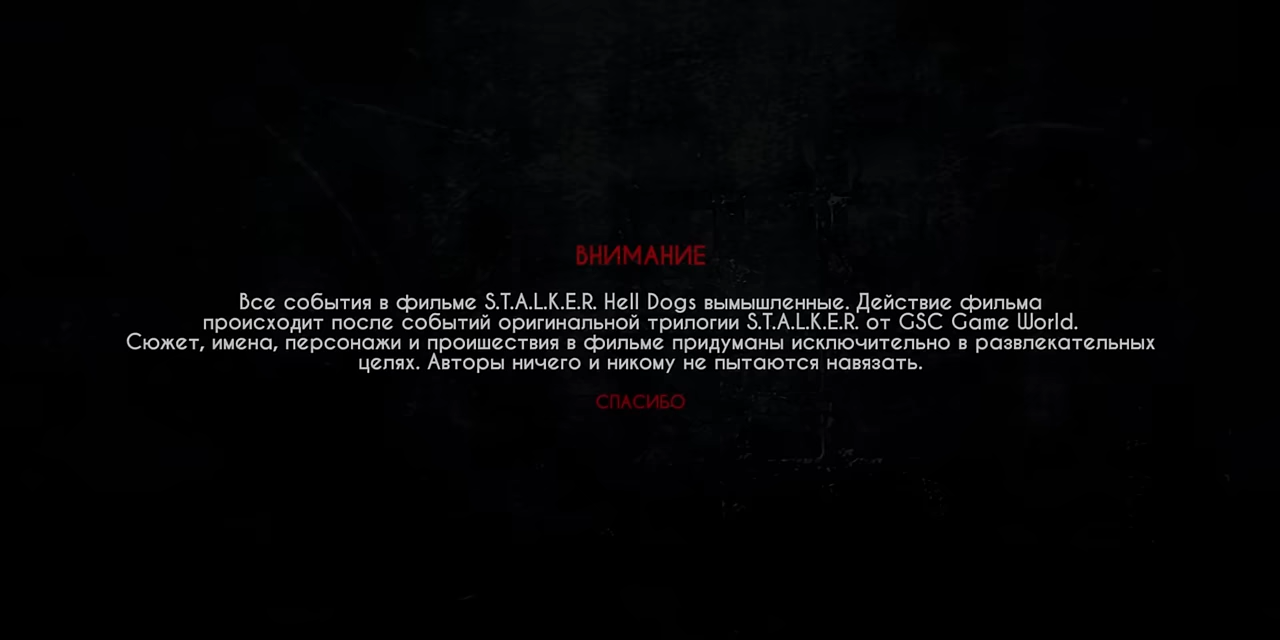 ВНИМАНИЕ
Все события в фильме S.T.A.L.K.E.R. Hell Dogs вымышленные. Действие фильма
происходит после событий оригинальной трилогии S.T.A.L.K.E.R. от GSC Game World.
Сюжет, имена, персонажи и проишествия в фильме придуманы исключительно в развлекательных
целях. Авторы ничего и никому не пытаются навязать.
СПАСИБО